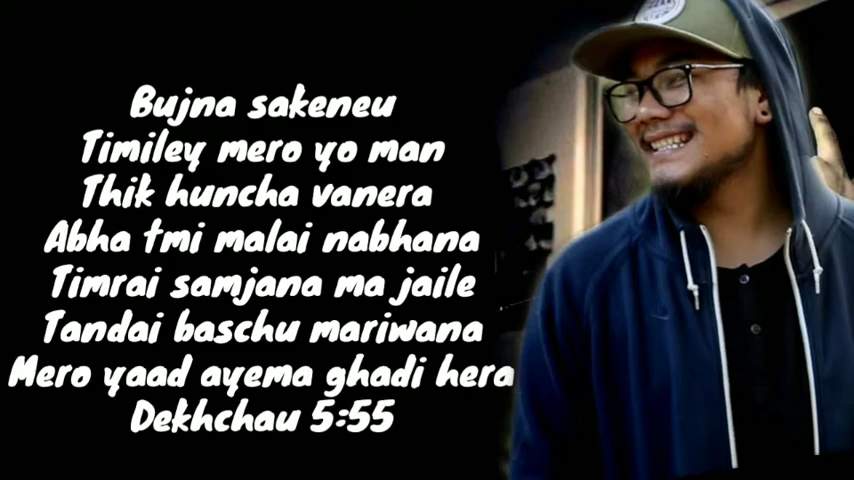 Bujna sakeneu
Timiley mero yo man
Thik huncha vanera
Abha tmi malai nabhana
Timrai samjana ma jaile
Tandai baschu mariwana
Mero yaad ayema ghadi hera
Dekhchau 5:55